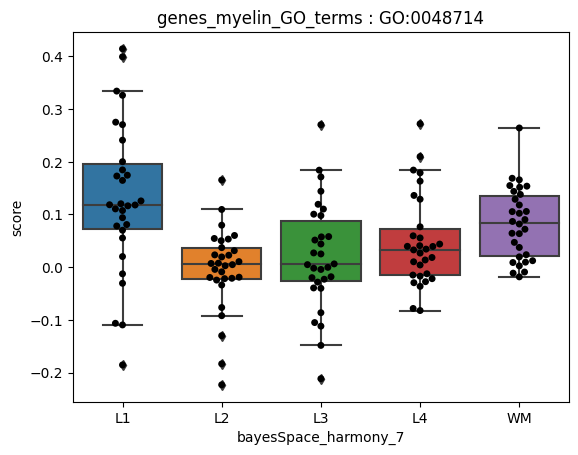 genes_myelin_GO_terms : GO:0048714
0.4
0.3
0.2
0.1
0.0
−0.1
−0.2
score
L1 L2 L3 L4 WM
bayesSpace_harmony_7